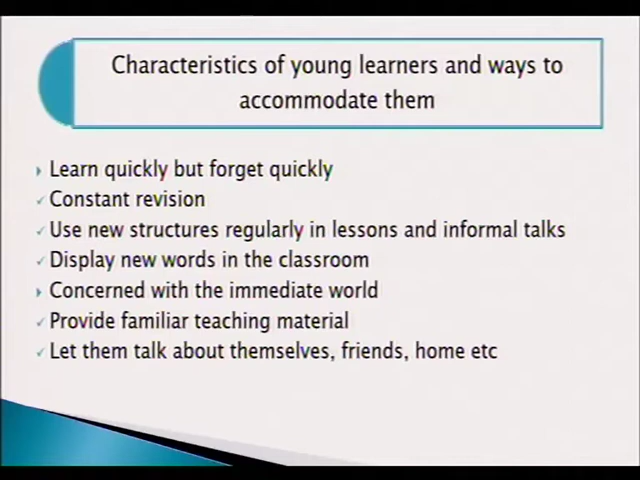 Characteristics of young learners and ways to
accommodate them
Learn quickly but forget quickly
Constant revision
Use new structures regularly in lessons and informal talks
Display new words in the classroom
Concerned with the immediate world
Provide familiar teaching material
Let them talk about themselves, friends, home etc